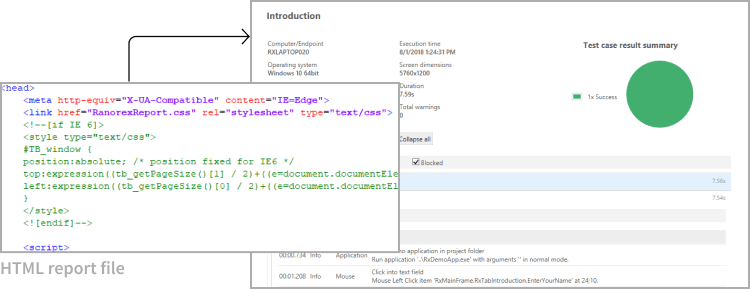 Introduction
Computer/Endpoint
RXLAPTOP020
Execution time
8/1/2018 1:24:31 PM
Test case result summary
Operating system
Windows 10 64bit
Screen dimensions
5760x1200
Duration
7.59s
Total warnings
0
1x Success
Collapse all
Blocked
7.56s
7.54s
demo application in project folder
00:00.734 Info Application Run application '..\RxDemoApp.exe' with arguments '' in normal mode.
00:01.208 Info Mouse Click into text field
Mouse Left Click item 'RxMainFrame.RxTabIntroduction.EnterYourName' at 24;10.
<head>
<meta http-equiv="X-UA-Compatible" content="IE=Edge">
<link href="RanorexReport.css" rel="stylesheet" type="text/css">
<!--[if IE 6]>
<style type="text/css">
#TB_window {
position:absolute; /* position fixed for IE6 */
top:expression((tb_getPageSize()[1] / 2)+((e=document.documentEle
left:expression((tb_getPageSize()[0] / 2)+((e=document.documentEl
}
</style>
<![endif]-->
<script>
HTML report file